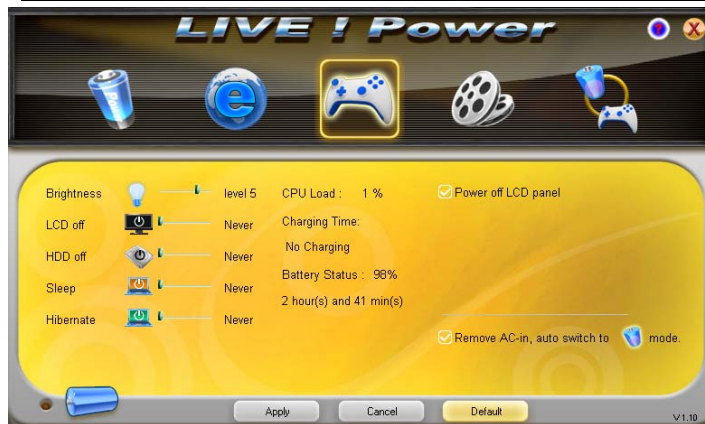 LIVE ! Power
Power
e
Brightness level 5
LCD off Never
HDD off Never
Sleep Never
Hibernate Never
CPU Load : 1 %
Charging Time:
No Charging
Battery Status : 98%
2 hour(s) and 41 min(s)
Power off LCD panel
Remove AC-in, auto switch to mode.
Apply Cancel Default
V1.10